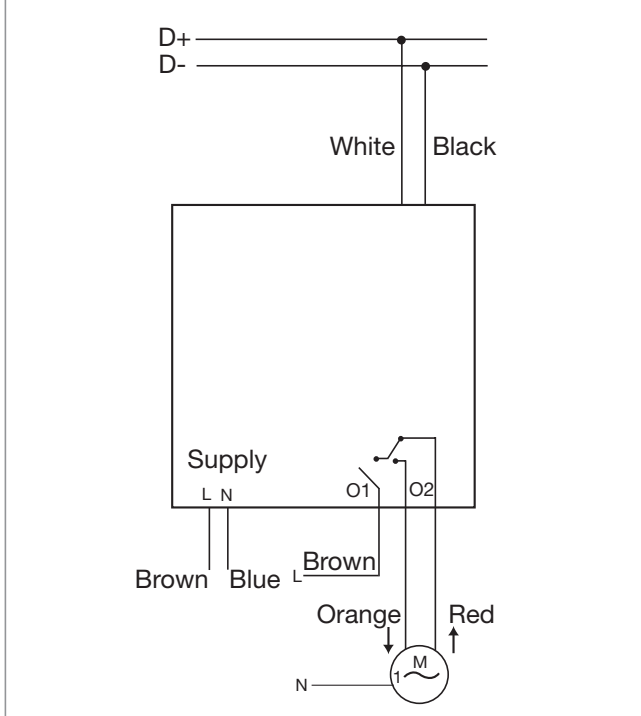 D+
D-
White Black
Supply
L N
O1 O2
Brown Blue
L Brown
Orange Red
M
1
N